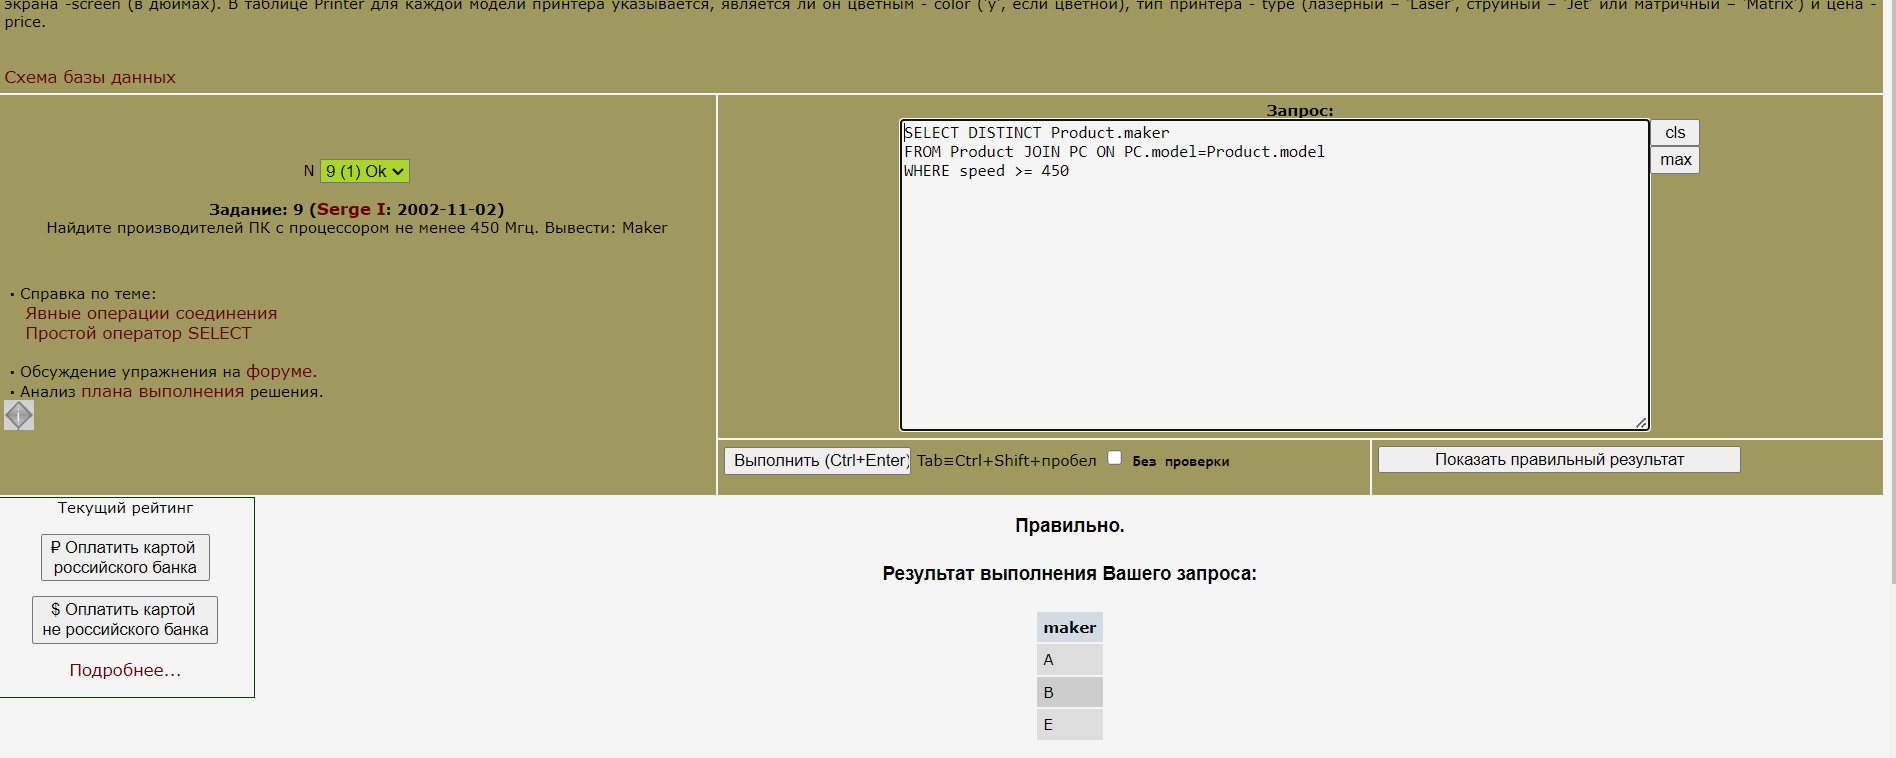 экрана -screen (в дюймах). В таблице Printer для каждой модели принтера указывается, является ли он цветным - color ('y', если цветной), тип принтера - type (лазерный – 'Laser', струйный – 'Jet' или матричный – 'Matrix') и цена -
price.
Схема базы данных
N 9 (1) Ok
Задание: 9 (Serge I: 2002-11-02)
Найдите производителей ПК с процессором не менее 450 Мгц. Вывести: Maker
· Справка по теме:
Явные операции соединения
Простой оператор SELECT
· Обсуждение упражнения на форуме.
· Анализ плана выполнения решения.
i
Запрос:
SELECT DISTINCT Product.maker
FROM Product JOIN PC ON PC.model=Product.model
WHERE speed >= 450
cls
max
Выполнить (Ctrl+Enter) Tab≡Ctrl+Shift+пробел Без проверки
Показать правильный результат
Текущий рейтинг
₽ Оплатить картой
российского банка
$ Оплатить картой
не российского банка
Подробнее...
Правильно.
Результат выполнения Вашего запроса:
maker
A
B
E